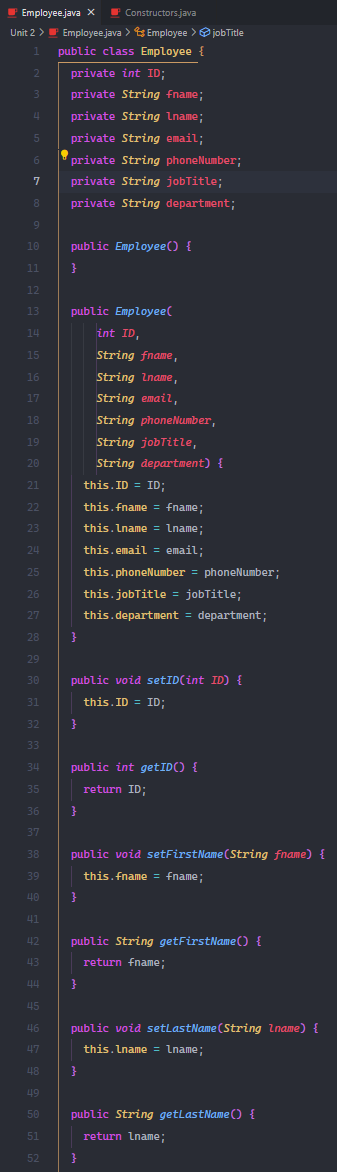 Employee.java × Constructors.java
Unit 2 > Employee.java > Employee > jobTitle
1 public class Employee {
2 private int ID;
3 private String fname;
4 private String lname;
5 private String email;
6 private String phoneNumber;
7 private String jobTitle;
8 private String department;
9
10 public Employee() {
11 }
12
13 public Employee(
14 int ID,
15 String fname,
16 String lname,
17 String email,
18 String phoneNumber,
19 String jobTitle,
20 String department) {
21 this.ID = ID;
22 this.fname = fname;
23 this.lname = lname;
24 this.email = email;
25 this.phoneNumber = phoneNumber;
26 this.jobTitle = jobTitle;
27 this.department = department;
28 }
29
30 public void setID(int ID) {
31 this.ID = ID;
32 }
33
34 public int getID() {
35 return ID;
36 }
37
38 public void setFirstName(String fname) {
39 this.fname = fname;
40 }
41
42 public String getFirstName() {
43 return fname;
44 }
45
46 public void setLastName(String lname) {
47 this.lname = lname;
48 }
49
50 public String getLastName() {
51 return lname;
52 }